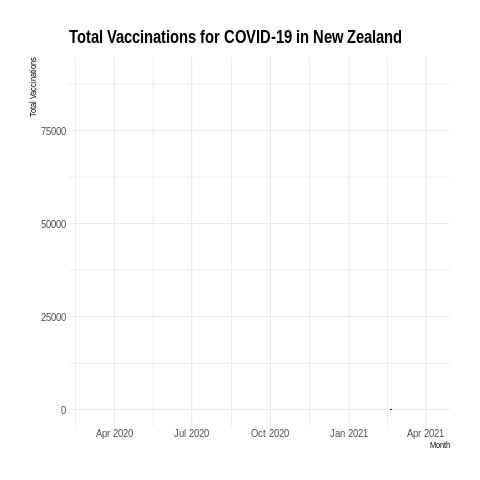 Total Vaccinations for COVID-19 in New Zealand
Total Vaccinations
75000
50000
25000
0
Apr 2020 Jul 2020 Oct 2020 Jan 2021 Apr 2021
Month